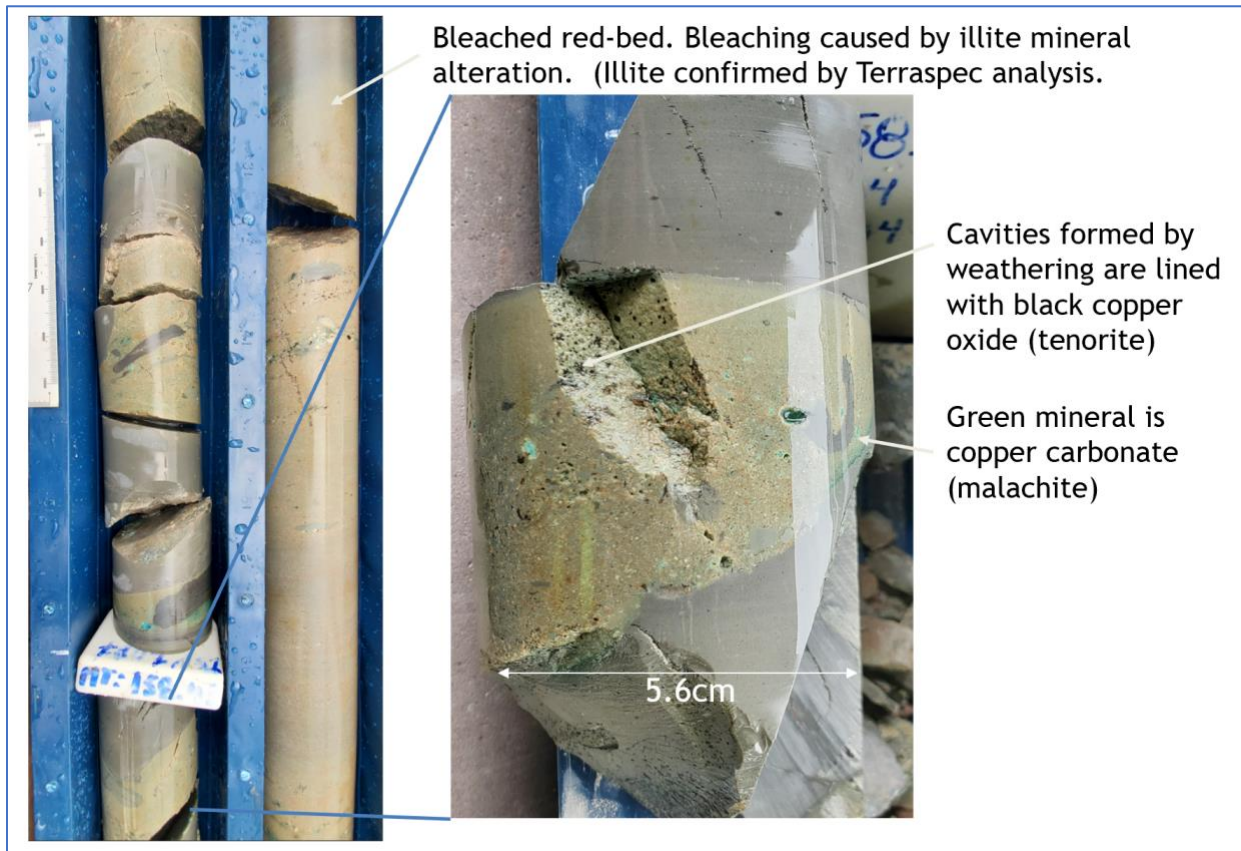 Bleached red-bed. Bleaching caused by illite mineral
alteration.  (Illite confirmed by Terraspec analysis.
Cavities formed by
weathering are lined
with black copper
oxide (tenorite)
Green mineral is
copper carbonate
(malachite)
5.6cm